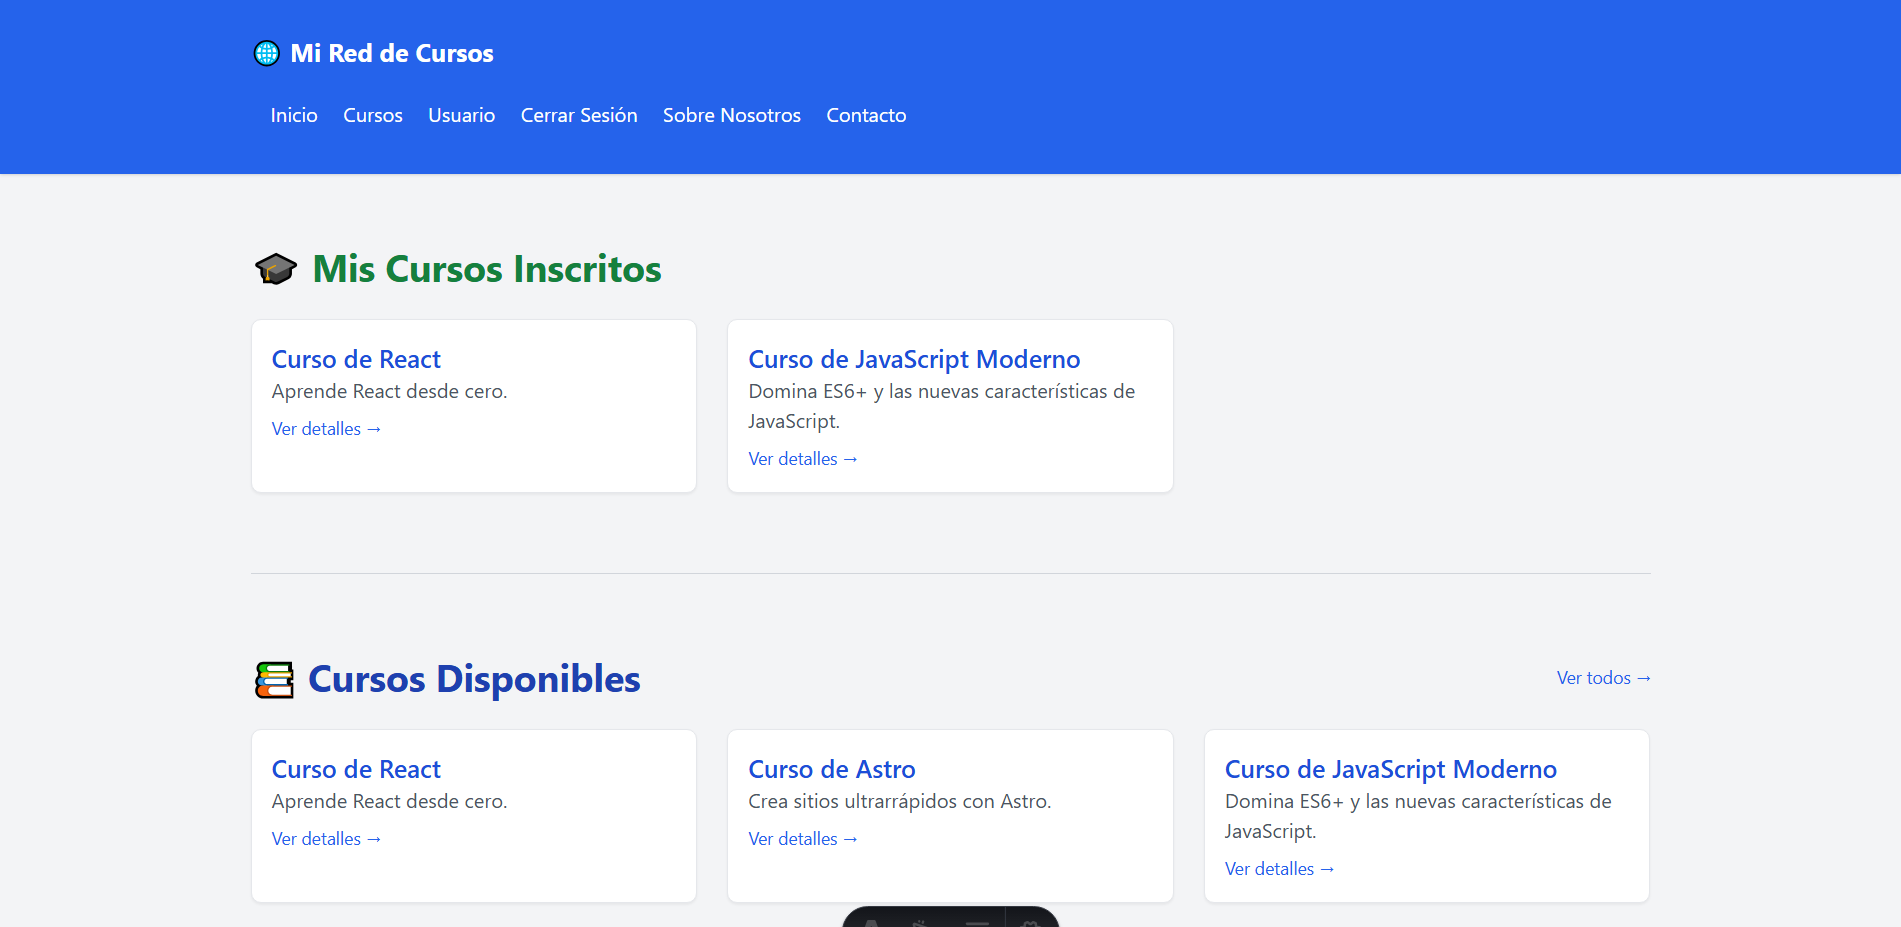 Mi Red de Cursos
Inicio Cursos Usuario Cerrar Sesión Sobre Nosotros Contacto
Mis Cursos Inscritos
Curso de React
Aprende React desde cero.
Ver detalles →
Curso de JavaScript Moderno
Domina ES6+ y las nuevas características de
JavaScript.
Ver detalles →
Cursos Disponibles
Ver todos →
Curso de React
Aprende React desde cero.
Ver detalles →
Curso de Astro
Crea sitios ultrarrápidos con Astro.
Ver detalles →
Curso de JavaScript Moderno
Domina ES6+ y las nuevas características de
JavaScript.
Ver detalles →